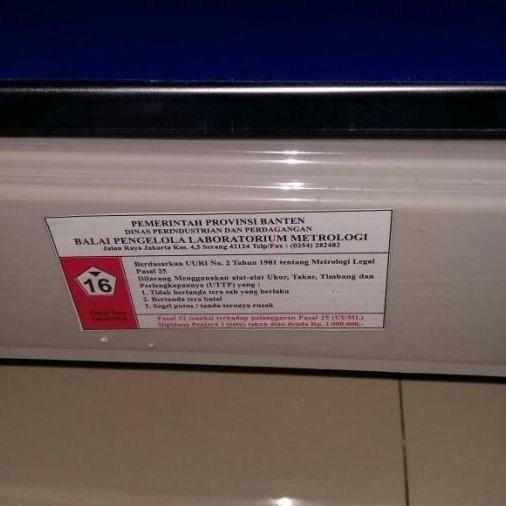 PEMERINTAH PROVINSI BANTEN
DINAS PERINDUSTRIAN DAN PERDAGANGAN
BALAI PENGELOLA LABORATORIUM METROLOGI
Jalan Raya Jakarta Km. 4,5 Serang 42124 Telp/Fax : (0254) 282482
Berdasarkan UURI No. 2 Tahun 1981 tentang Metrologi Legal
Pasal 25
Dilarang Menggunakan alat-alat Ukur, Takar, Timbang dan
Perlengkapannya (UTTP) yang :
1. Tidak bertanda tera sah yang berlaku
2. Bertanda tera batal
3. Segel putus / tanda teranya rusak
16
Tanda Tera
Pasal 32 (sanksi terhadap pelanggaran Pasal 25 (UUML)
Dipidana Penjara 1 (satu) tahun atau denda Rp. 1.000.000,-